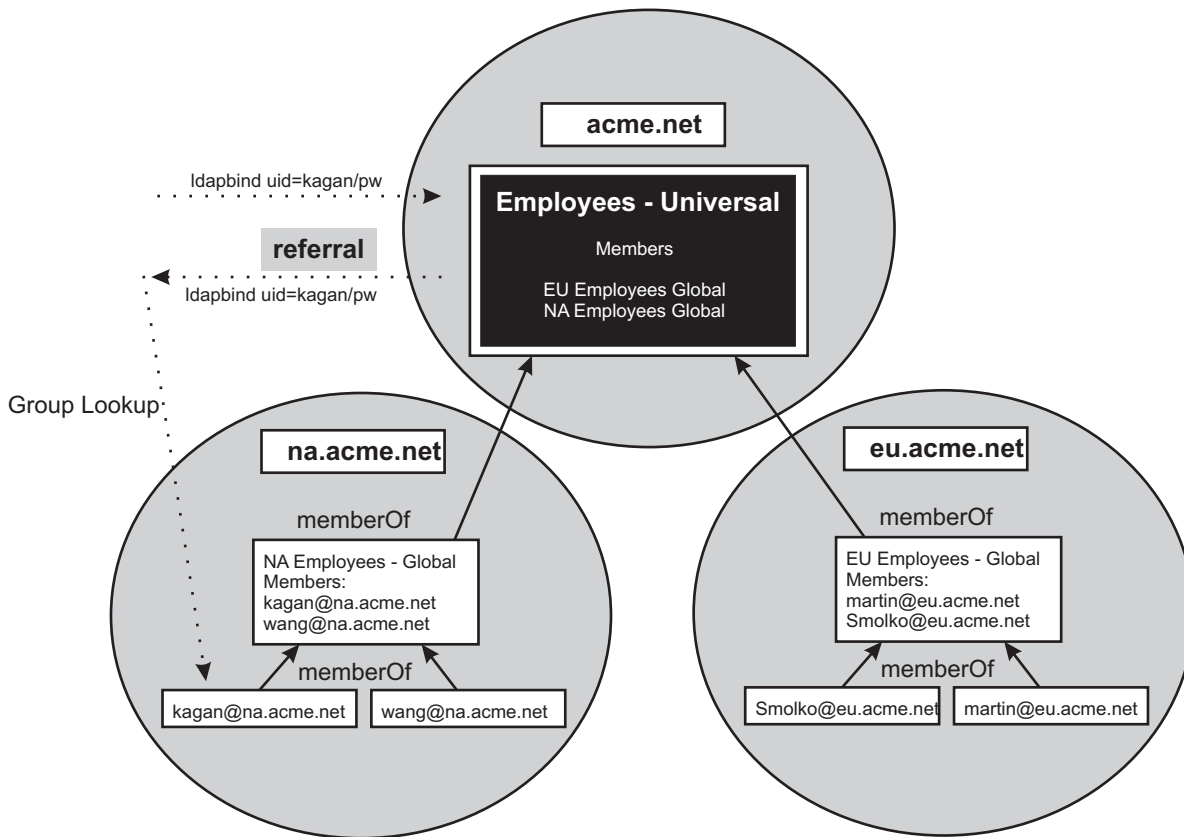 acme.net
ldapbind uid=kagan/pw
Employees - Universal
Members
EU Employees Global
NA Employees Global
referral
ldapbind uid=kagan/pw
Group Lookup
na.acme.net
memberOf
NA Employees - Global
Members:
kagan@na.acme.net
wang@na.acme.net
memberOf
kagan@na.acme.net
wang@na.acme.net
eu.acme.net
memberOf
EU Employees - Global
Members:
martin@eu.acme.net
Smolko@eu.acme.net
memberOf
Smolko@eu.acme.net
martin@eu.acme.net